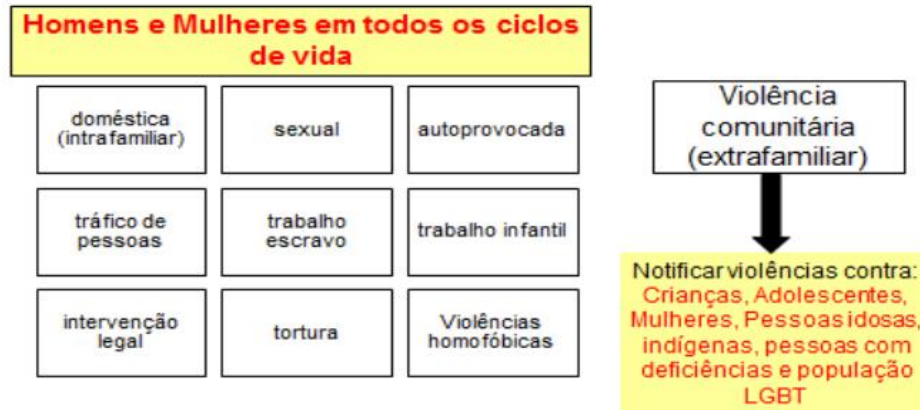 Homens e Mulheres em todos os ciclos
de vida
doméstica
(intrafamiliar)
sexual
autoprovocada
tráfico de
pessoas
trabalho
escravo
trabalho infantil
intervenção
legal
tortura
Violências
homofóbicas
Violência
comunitária
(extrafamiliar)
Notificar violências contra:
Crianças, Adolescentes,
Mulheres, Pessoas idosas,
indígenas, pessoas com
deficiências e população
LGBT